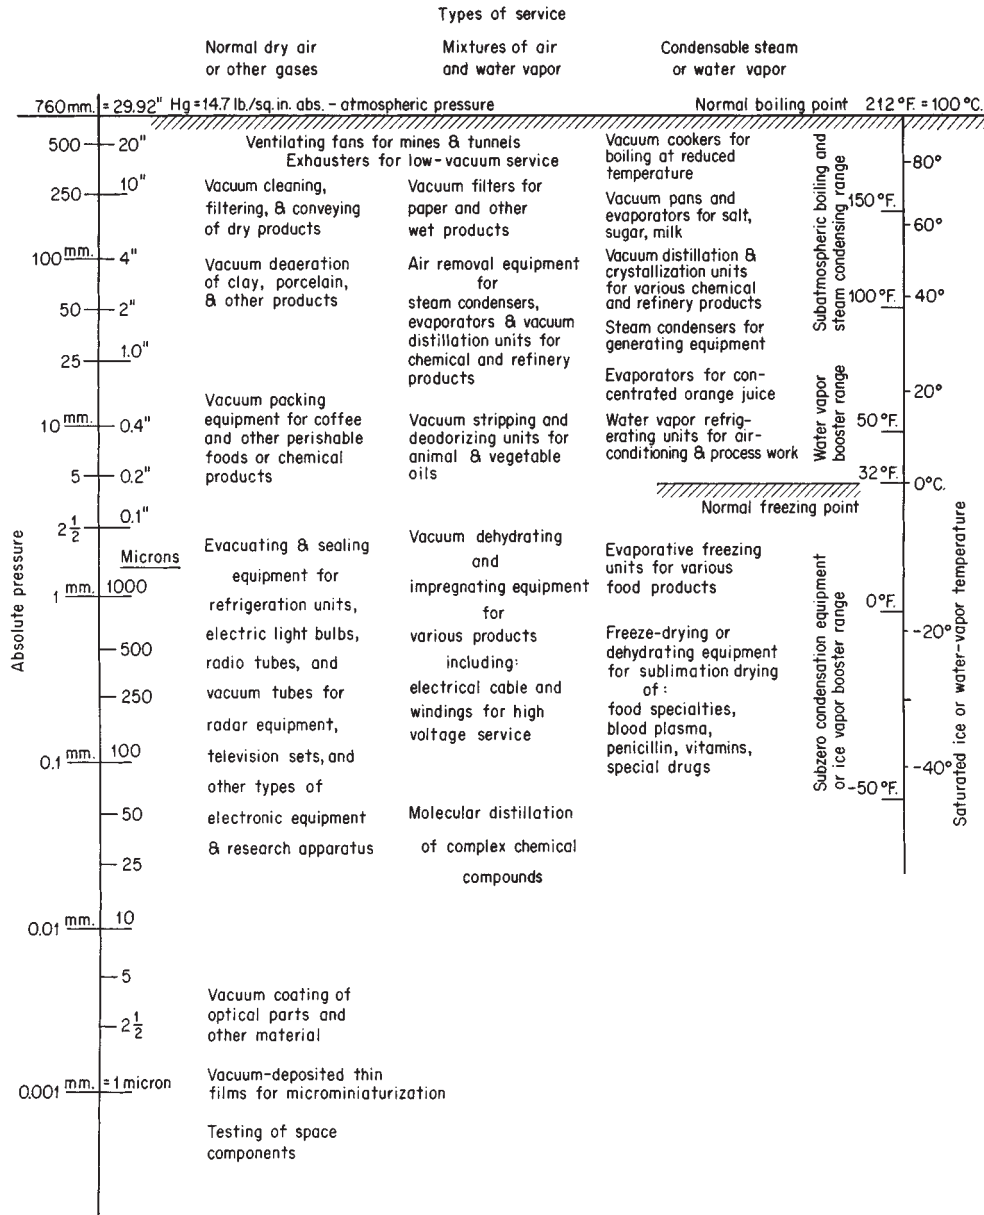 Types of service
Normal dry air
or other gases
Mixtures of air
and water vapor
Condensable steam
or water vapor
760mm. = 29.92" Hg = 14.7 lb./sq. in. abs. – atmospheric pressure
Normal boiling point 212°F. = 100°C.
Absolute pressure
500
20"
250
10"
100 mm.
4"
50
2"
25
1.0"
10 mm.
0.4"
5
0.2"
2 1/2
0.1"
Microns
1 mm.
1000
500
250
0.1 mm.
100
50
25
0.01 mm.
10
5
2 1/2
0.001 mm. = 1 micron
Ventilating fans for mines & tunnels
Exhausters for low-vacuum service
Vacuum cleaning,
filtering, & conveying
of dry products
Vacuum deaeration
of clay, porcelain,
& other products
Vacuum packing
equipment for coffee
and other perishable
foods or chemical
products
Evacuating & sealing
equipment for
refrigeration units,
electric light bulbs,
radio tubes, and
vacuum tubes for
radar equipment,
television sets, and
other types of
electronic equipment
& research apparatus
Vacuum coating of
optical parts and
other material
Vacuum-deposited thin
films for microminiaturization
Testing of space
components
Vacuum filters for
paper and other
wet products
Air removal equipment
for
steam condensers,
evaporators & vacuum
distillation units for
chemical and refinery
products
Vacuum stripping and
deodorizing units for
animal & vegetable
oils
Vacuum dehydrating
and
impregnating equipment
for
various products
including:
electrical cable and
windings for high
voltage service
Molecular distillation
of complex chemical
compounds
Vacuum cookers for
boiling at reduced
temperature
Vacuum pans and
evaporators for salt,
sugar, milk
Vacuum distillation &
crystallization units
for various chemical
and refinery products
Steam condensers for
generating equipment
Evaporators for con-
centrated orange juice
Water vapor refrig-
erating units for air-
conditioning & process work
Normal freezing point
Evaporative freezing
units for various
food products
Freeze-drying or
dehydrating equipment
for sublimation drying
of:
food specialties,
blood plasma,
penicillin, vitamins,
special drugs
Subatmospheric boiling and
steam condensing range
Water vapor
booster range
Subzero condensation equipment
or ice vapor booster range
150°F.
100°F.
50°F.
32°F.
0°F.
-50°F.
80°
60°
40°
20°
0°C.
-20°
-40°
Saturated ice or water-vapor temperature